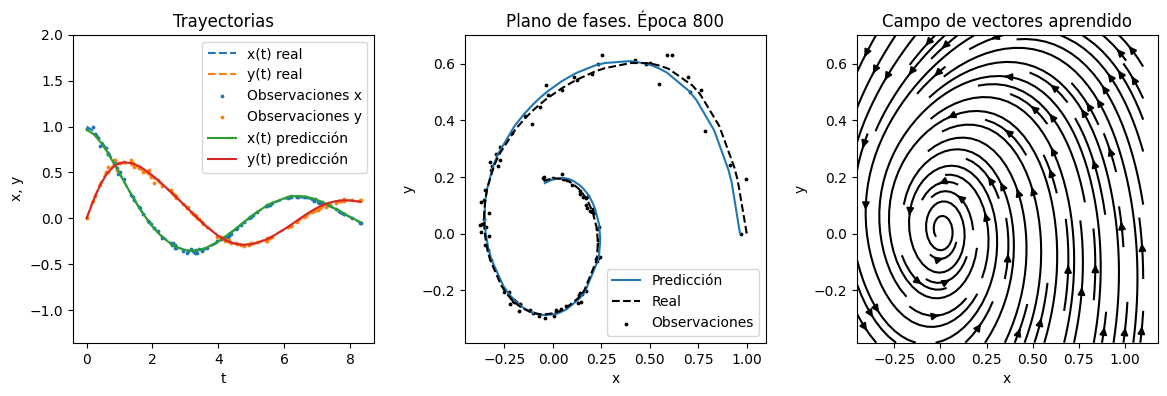 Trayectorias
2.0
1.5
1.0
0.5
0.0
−0.5
−1.0
x, y
0 2 4 6 8
t
x(t) real
y(t) real
Observaciones x
Observaciones y
x(t) predicción
y(t) predicción
Plano de fases. Época 800
0.6
0.4
0.2
0.0
−0.2
y
−0.25 0.00 0.25 0.50 0.75 1.00
x
Predicción
Real
Observaciones
Campo de vectores aprendido
0.6
0.4
0.2
0.0
−0.2
y
−0.25 0.00 0.25 0.50 0.75 1.00
x